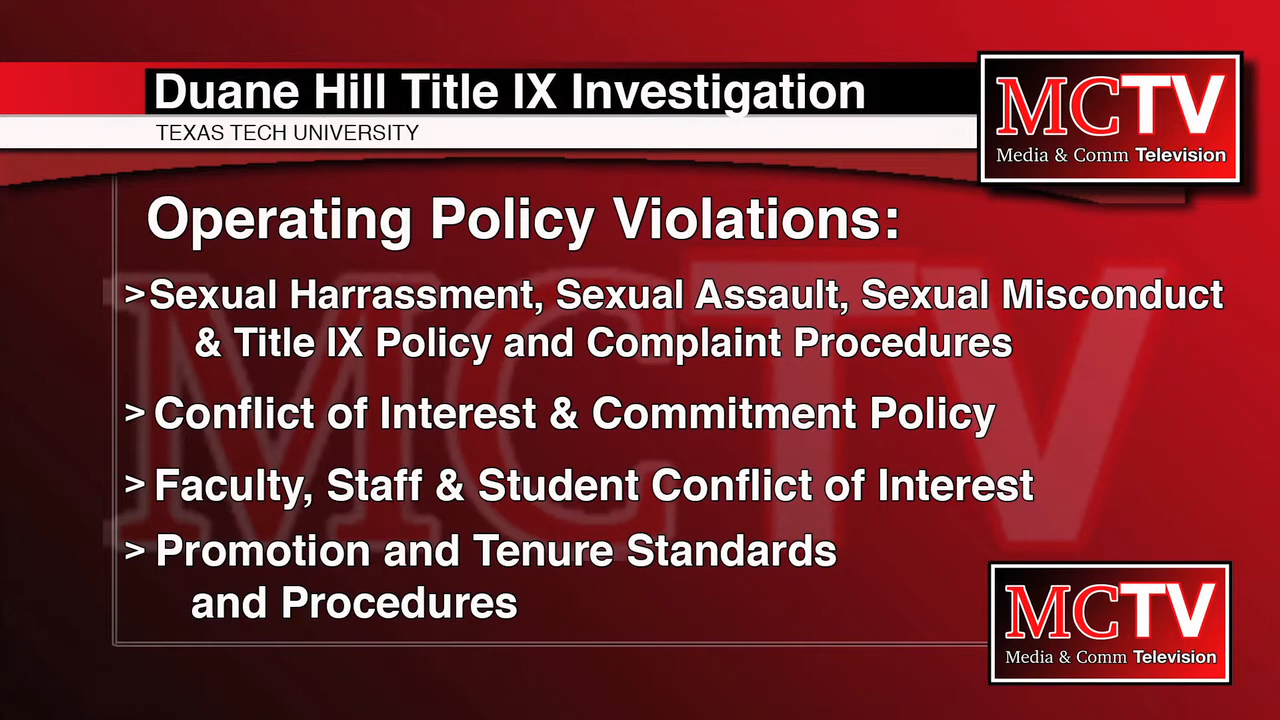 Duane Hill Title IX Investigation
TEXAS TECH UNIVERSITY
MCTV
Media & Comm Television
Operating Policy Violations:
>Sexual Harrassment, Sexual Assault, Sexual Misconduct
& Title IX Policy and Complaint Procedures
> Conflict of Interest & Commitment Policy
> Faculty, Staff & Student Conflict of Interest
> Promotion and Tenure Standards
and Procedures
MCTV
MCTV
Media & Comm Television